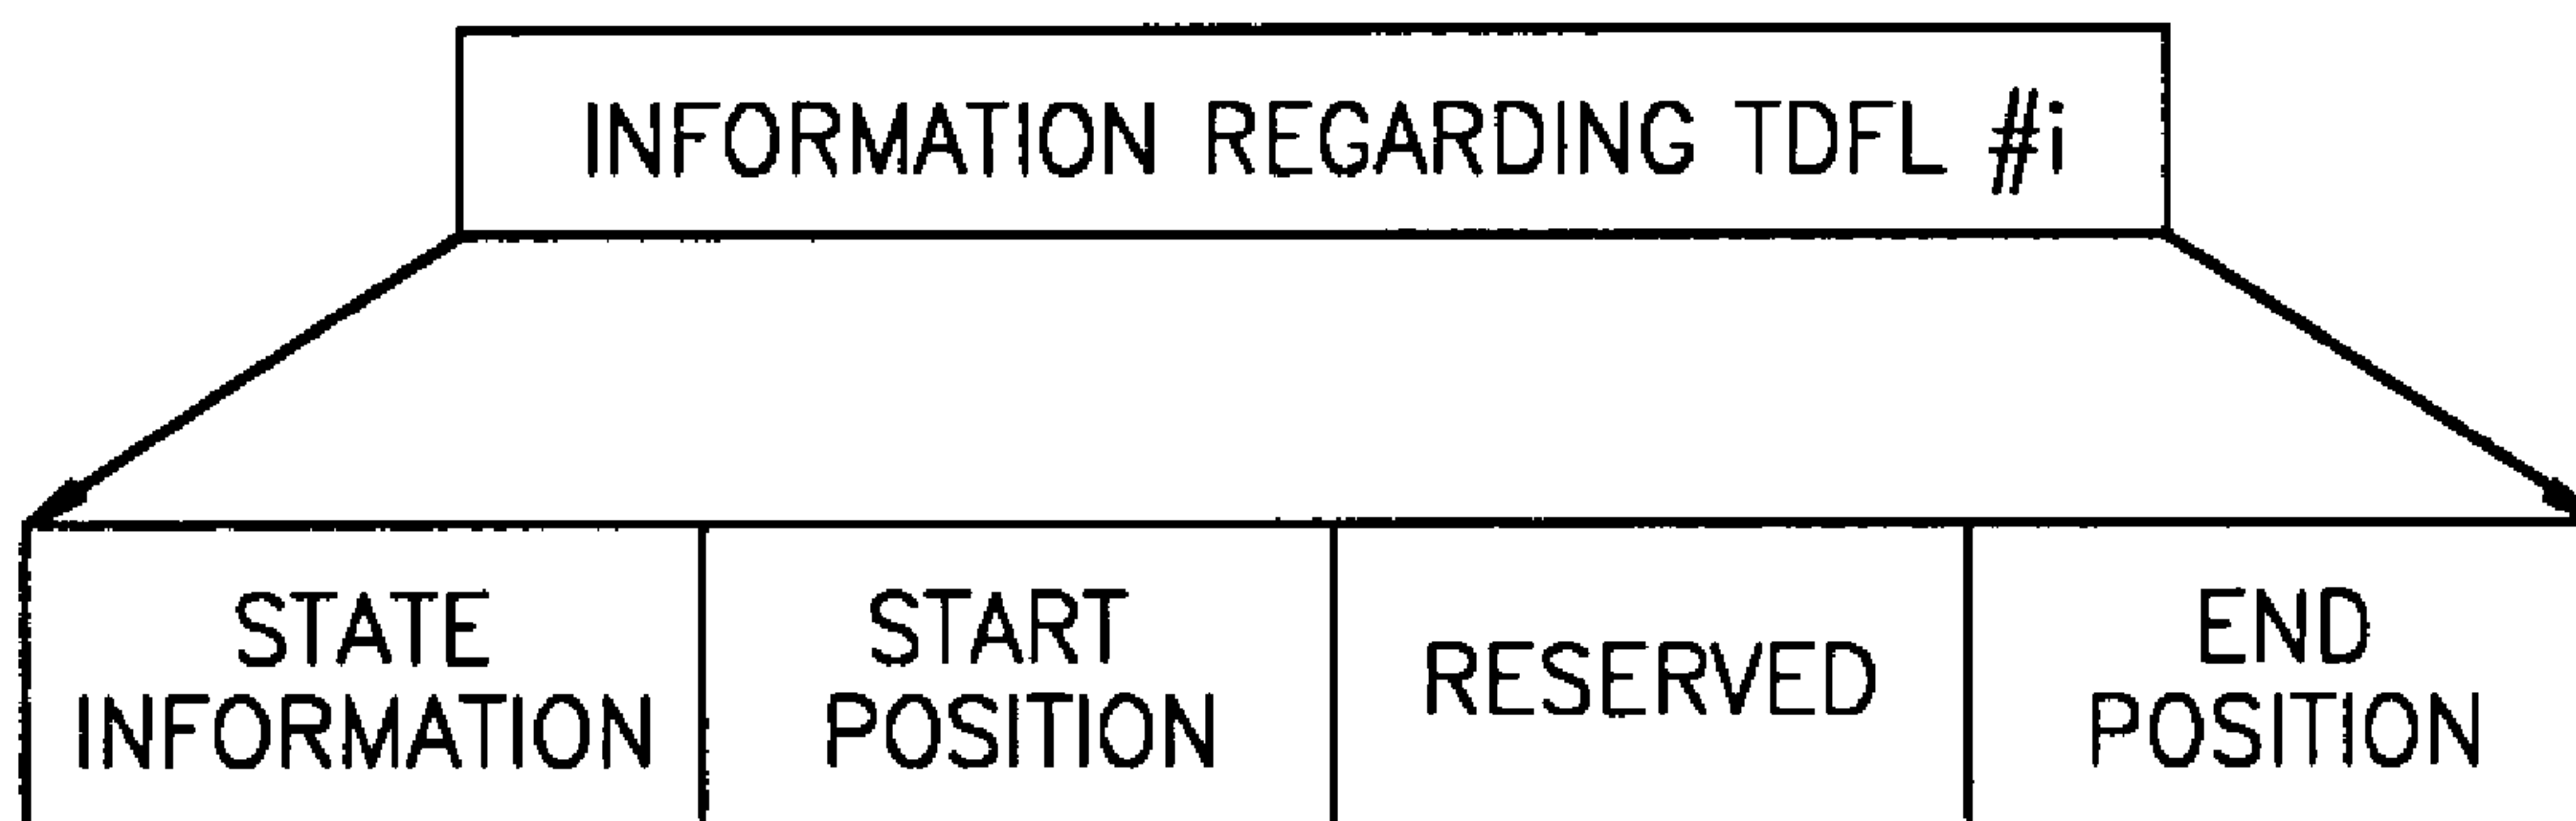 INFORMATION REGARDING TDFL #i
STATE
INFORMATION
START
POSITION
RESERVED
END
POSITION